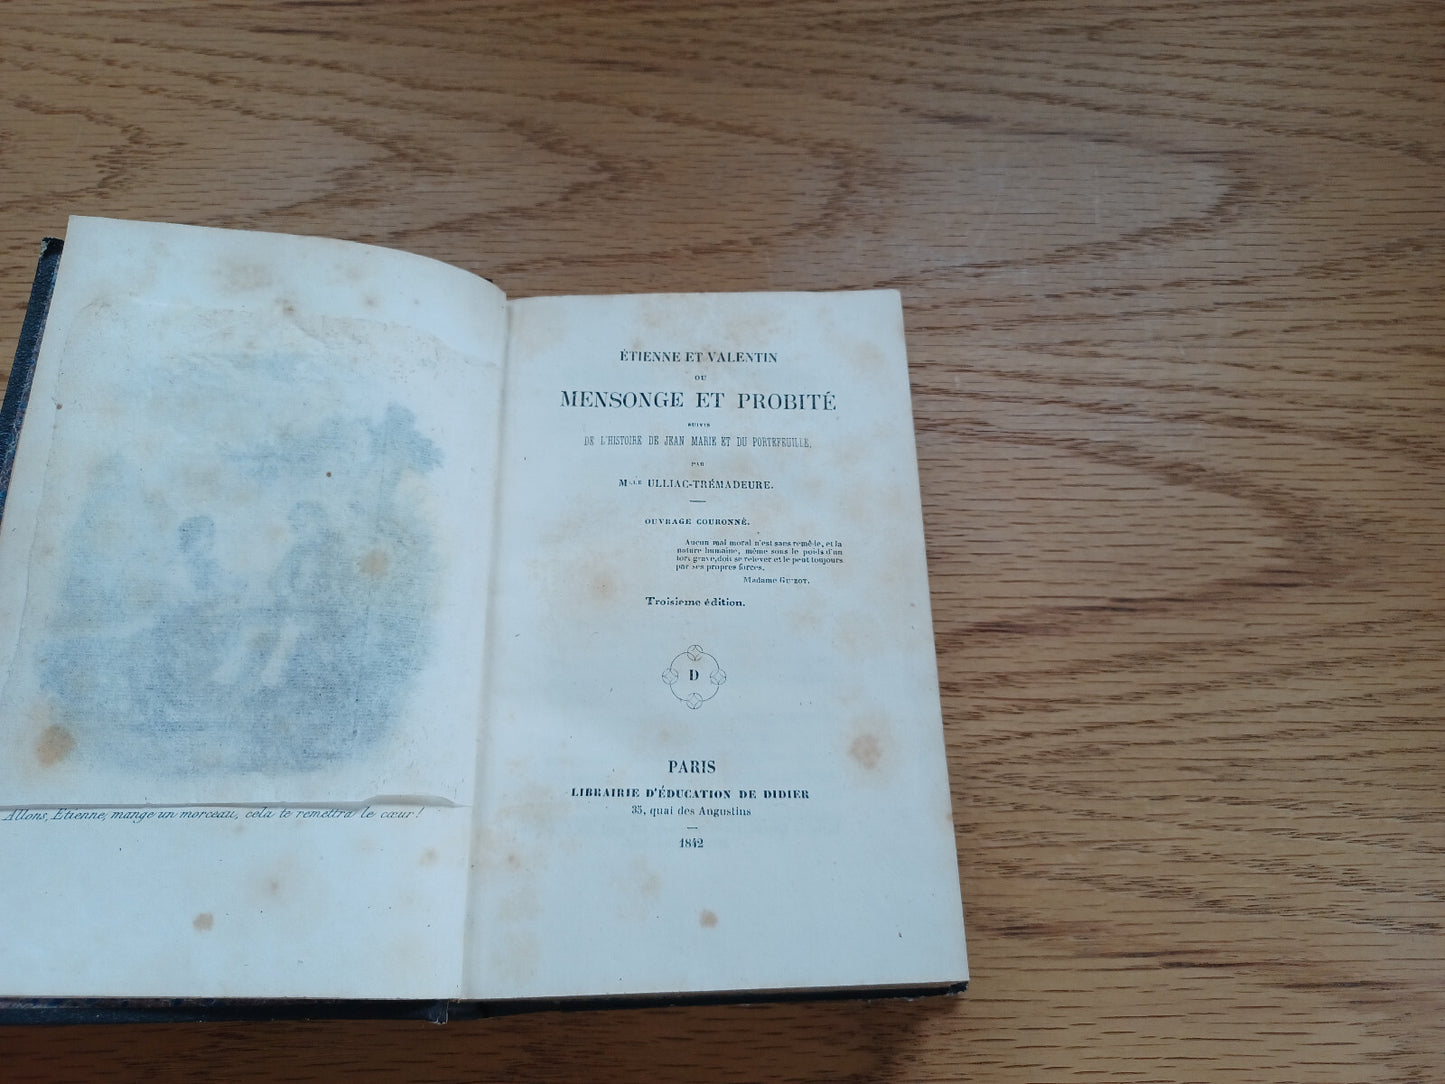 Allons, Etienne, mange un morceau, cela te remettra le cœur!
ÉTIENNE ET VALENTIN
OU
MENSONGE ET PROBITÉ
SUIVIS
DE L'HISTOIRE DE JEAN MARIE ET DU PORTEFEUILLE,
PAR
MLLE ULLIAC-TRÉMADEURE.
OUVRAGE COURONNÉ.
Aucun mal moral n'est sans remède, et la
nature humaine, même sous le poids d'un
tort grave, doit se relever et le peut toujours
par ses propres forces.
Madame GUIZOT.
Troisième édition.
D
PARIS
LIBRAIRIE D'ÉDUCATION DE DIDIER
35, quai des Augustins
1842